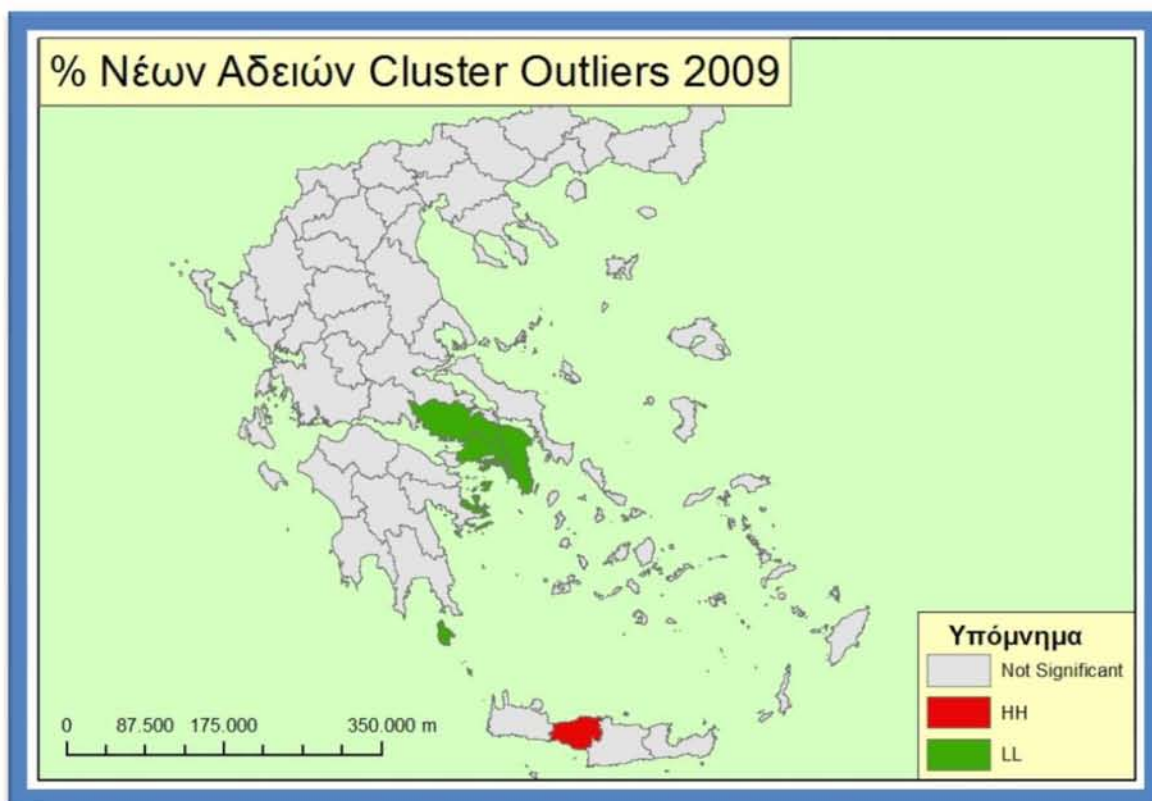 % Νέων Αδειών Cluster Outliers 2009
Υπόμνημα
Not Significant
HH
LL
0 87.500 175.000 350.000 m